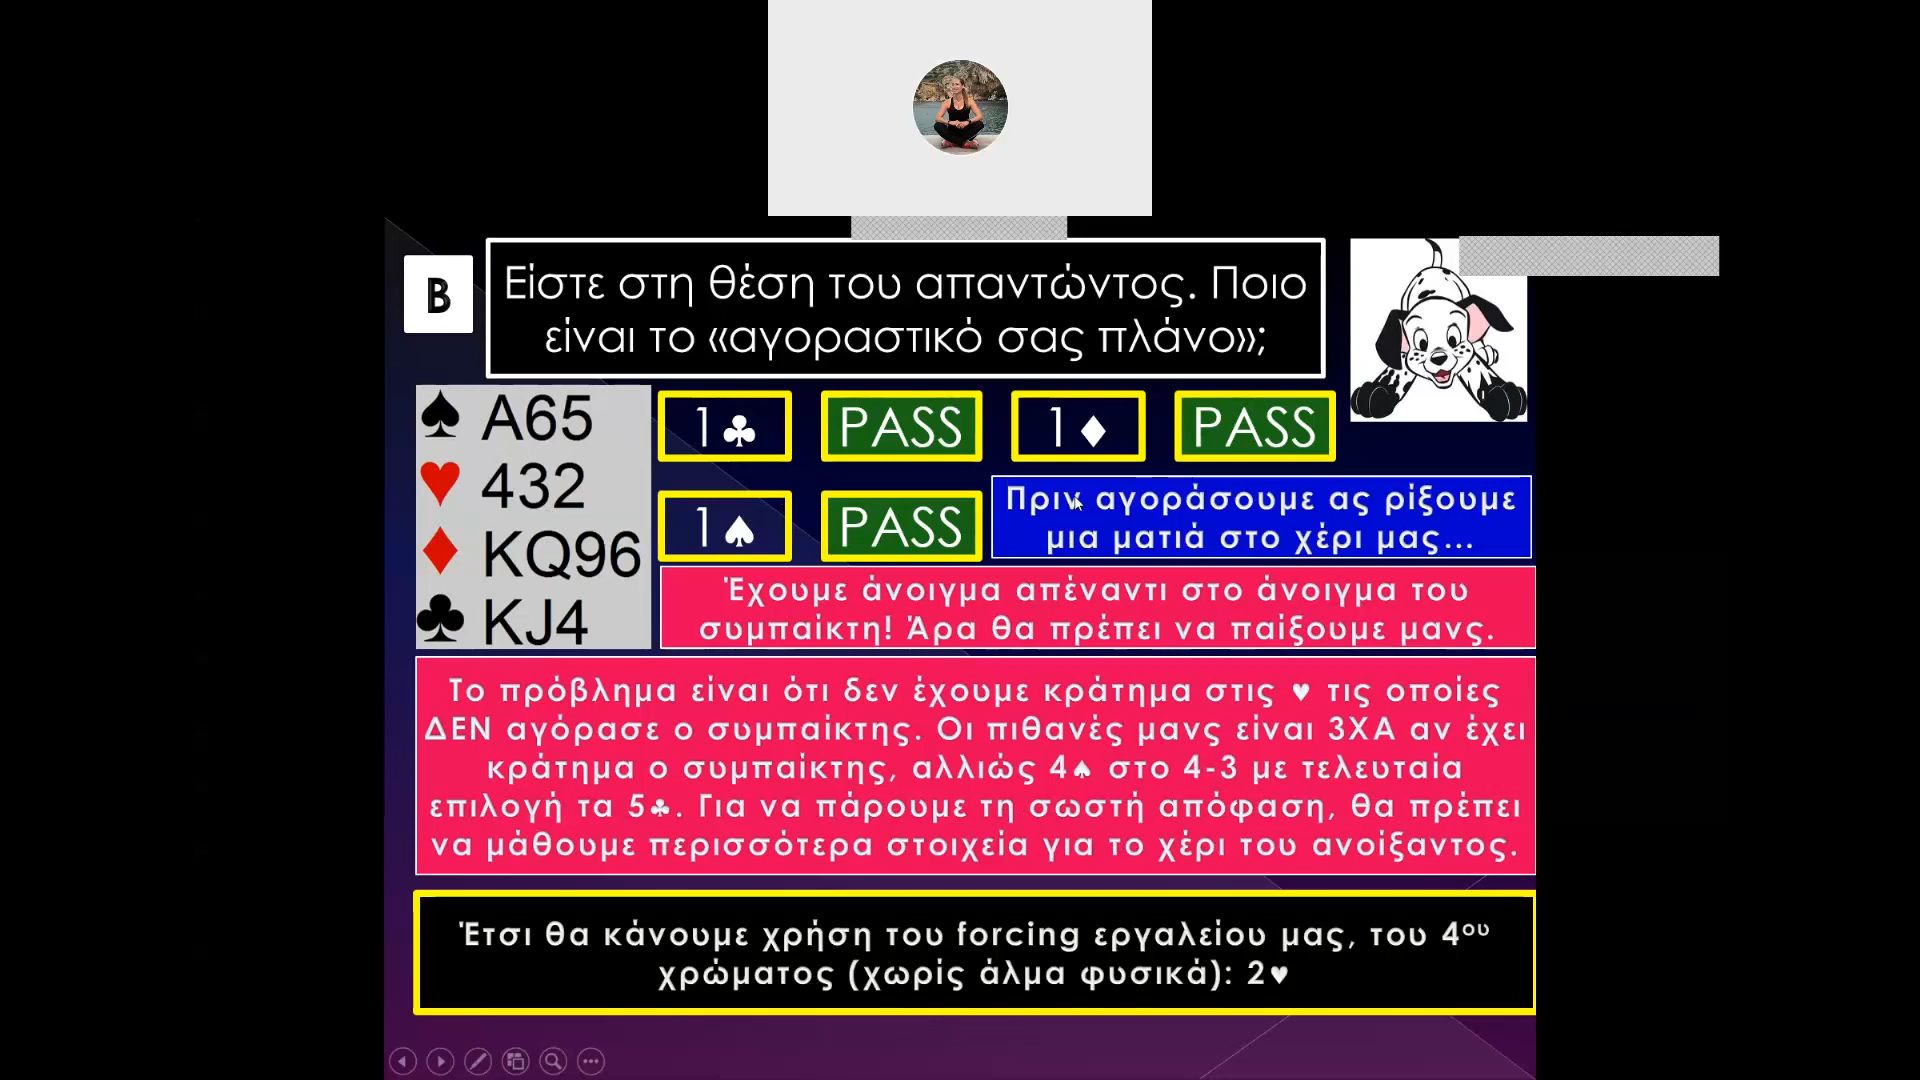 B
Είστε στη θέση του απαντώντος. Ποιο
είναι το «αγοραστικό σας πλάνο»;
♠ A65
♥ 432
♦ KQ96
♣ KJ4
1♣ PASS 1♦ PASS
1♠ PASS
Πριν αγοράσουμε ας ρίξουμε
μια ματιά στο χέρι μας...
Έχουμε άνοιγμα απέναντι στο άνοιγμα του
συμπαίκτη! Άρα θα πρέπει να παίξουμε μανς.
Το πρόβλημα είναι ότι δεν έχουμε κράτημα στις ♥ τις οποίες
ΔΕΝ αγόρασε ο συμπαίκτης. Οι πιθανές μανς είναι 3ΧΑ αν έχει
κράτημα ο συμπαίκτης, αλλιώς 4♠ στο 4-3 με τελευταία
επιλογή τα 5♣. Για να πάρουμε τη σωστή απόφαση, θα πρέπει
να μάθουμε περισσότερα στοιχεία για το χέρι του ανοίξαντος.
Έτσι θα κάνουμε χρήση του forcing εργαλείου μας, του 4ου
χρώματος (χωρίς άλμα φυσικά): 2♥